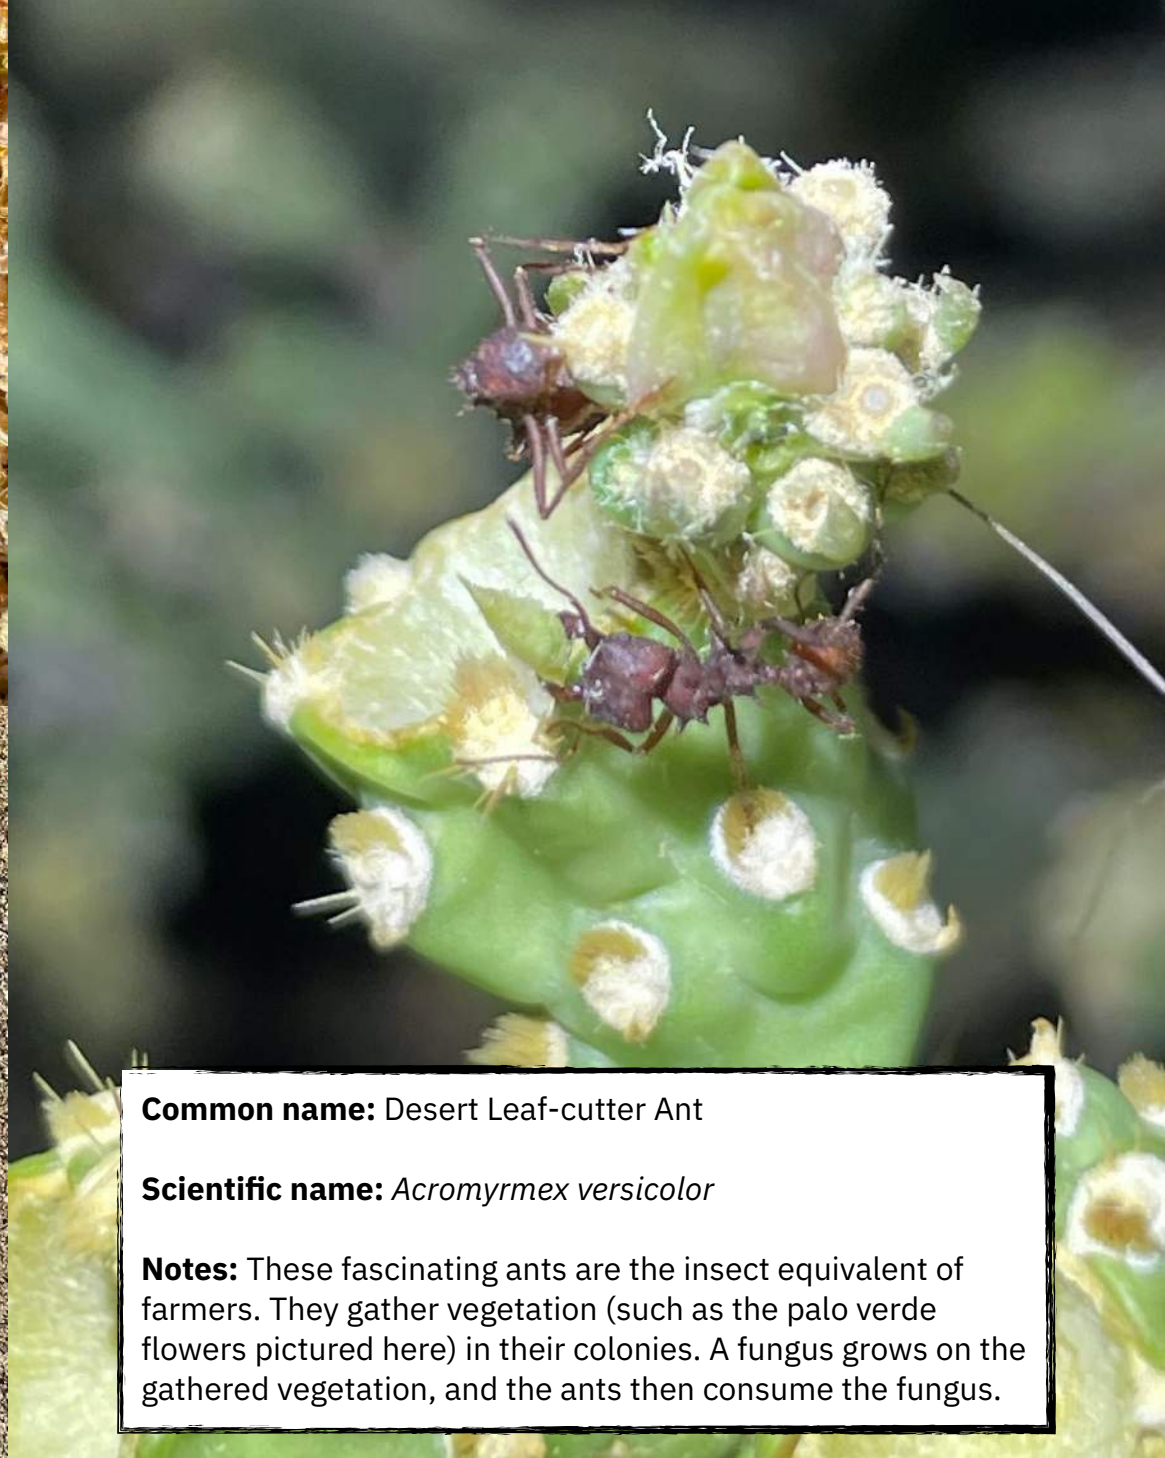 Common name: Desert Leaf-cutter Ant
Scientific name: Acromyrmex versicolor
Notes: These fascinating ants are the insect equivalent of
farmers. They gather vegetation (such as the palo verde
flowers pictured here) in their colonies. A fungus grows on the
gathered vegetation, and the ants then consume the fungus.